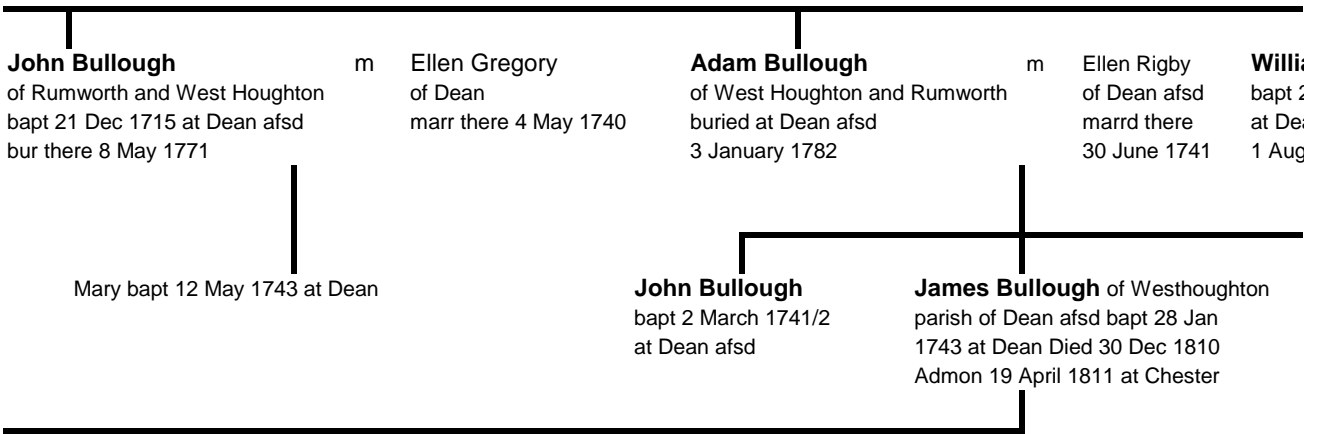 John Bullough m Ellen Gregory
of Rumworth and West Houghton of Dean
bapt 21 Dec 1715 at Dean afsd marr there 4 May 1740
bur there 8 May 1771
Adam Bullough m Ellen Rigby
of West Houghton and Rumworth of Dean afsd
buried at Dean afsd marrd there
3 January 1782 30 June 1741
bapt
1 Aug
Mary bapt 12 May 1743 at Dean
John Bullough
bapt 2 March 1741/2
at Dean afsd
James Bullough of Westhoughton
parish of Dean afsd bapt 28 Jan
1743 at Dean Died 30 Dec 1810
Admon 19 April 1811 at Chester